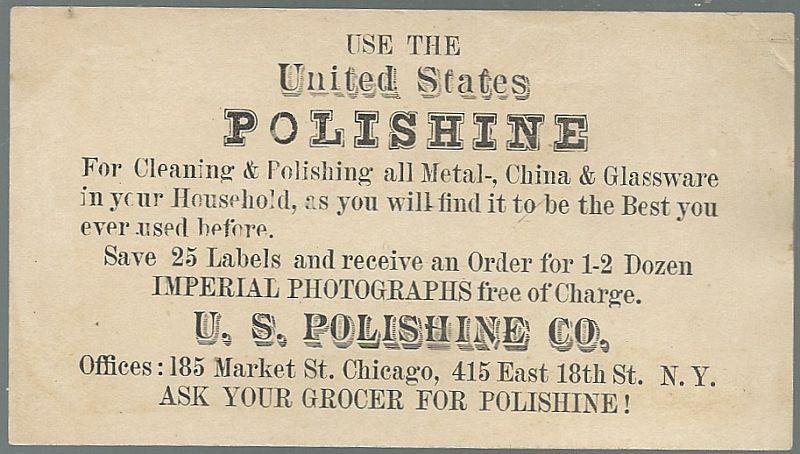 USE THE
United States
POLISHINE
For Cleaning & Polishing all Metal-, China & Glassware
in your Household, as you will find it to be the Best you
ever used before.
Save 25 Labels and receive an Order for 1-2 Dozen
IMPERIAL PHOTOGRAPHS free of Charge.
U. S. POLISHINE CO.
Offices: 185 Market St. Chicago, 415 East 18th St. N. Y.
ASK YOUR GROCER FOR POLISHINE!